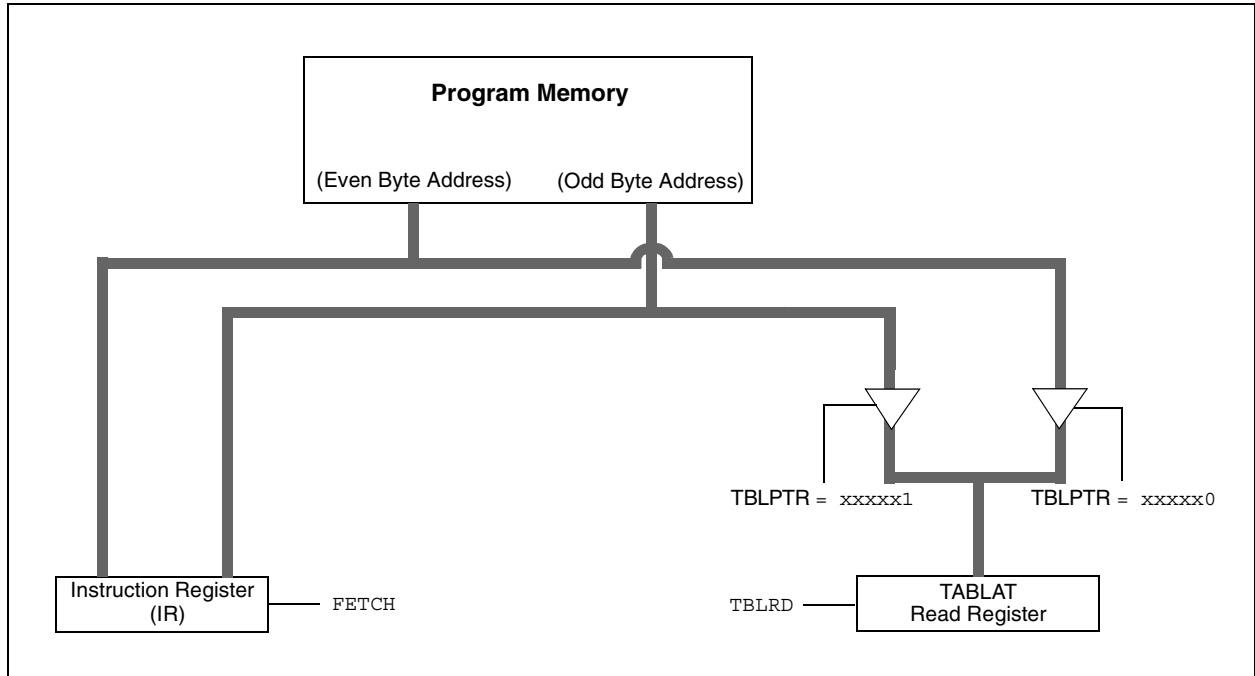 Program Memory
(Even Byte Address) (Odd Byte Address)
TBLPTR = xxxxx1 TBLPTR = xxxxx0
Instruction Register
(IR)
FETCH
TBLRD
TABLAT
Read Register